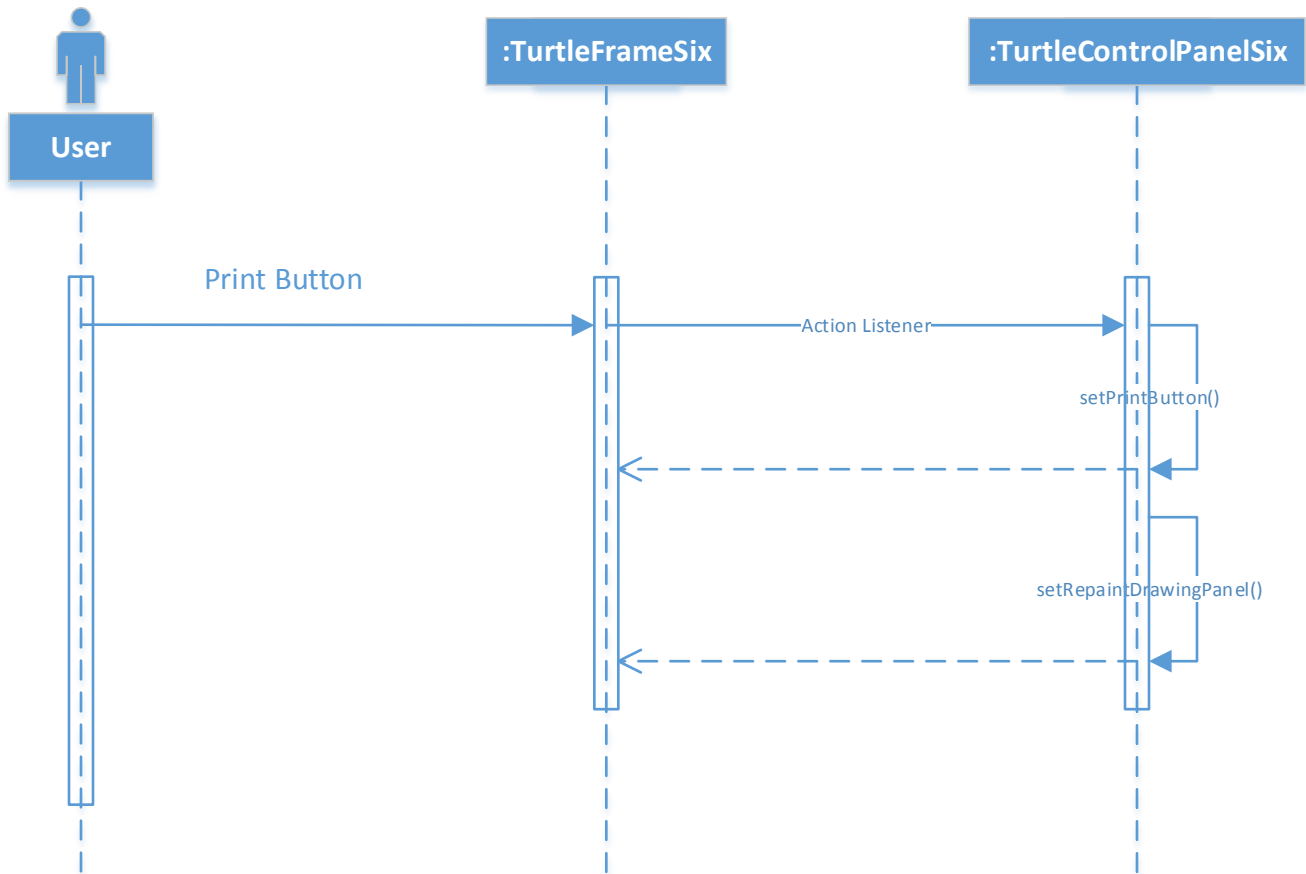 :TurtleFrameSix
:TurtleControlPanelSix
User
Print Button
Action Listener
setPrintButton()
setRepaintDrawingPanel()